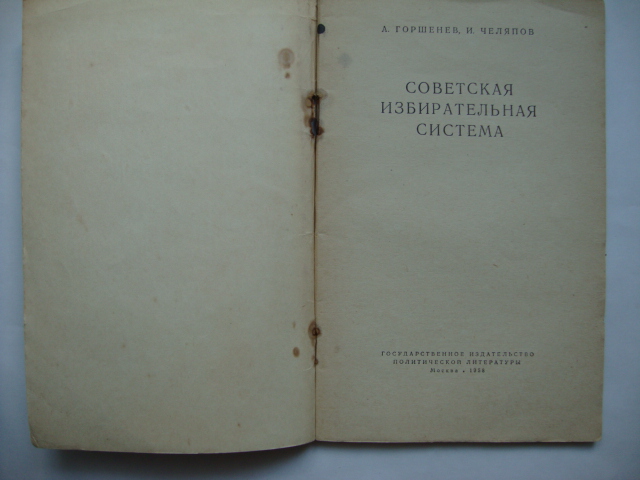 А. ГОРШЕНЕВ, И. ЧЕЛЯПОВ
СОВЕТСКАЯ
ИЗБИРАТЕЛЬНАЯ
СИСТЕМА
ГОСУДАРСТВЕННОЕ ИЗДАТЕЛЬСТВО
ПОЛИТИЧЕСКОЙ ЛИТЕРАТУРЫ
Москва •